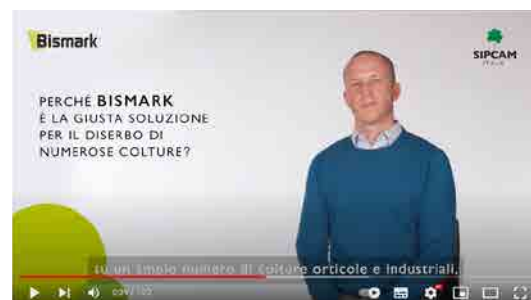 Bismark
SIPCAM
ITALIA
PERCHÉ BISMARK
È LA GIUSTA SOLUZIONE
PER IL DISERBO DI
NUMEROSE COLTURE?
su un ampio numero di colture orticole e industriali,